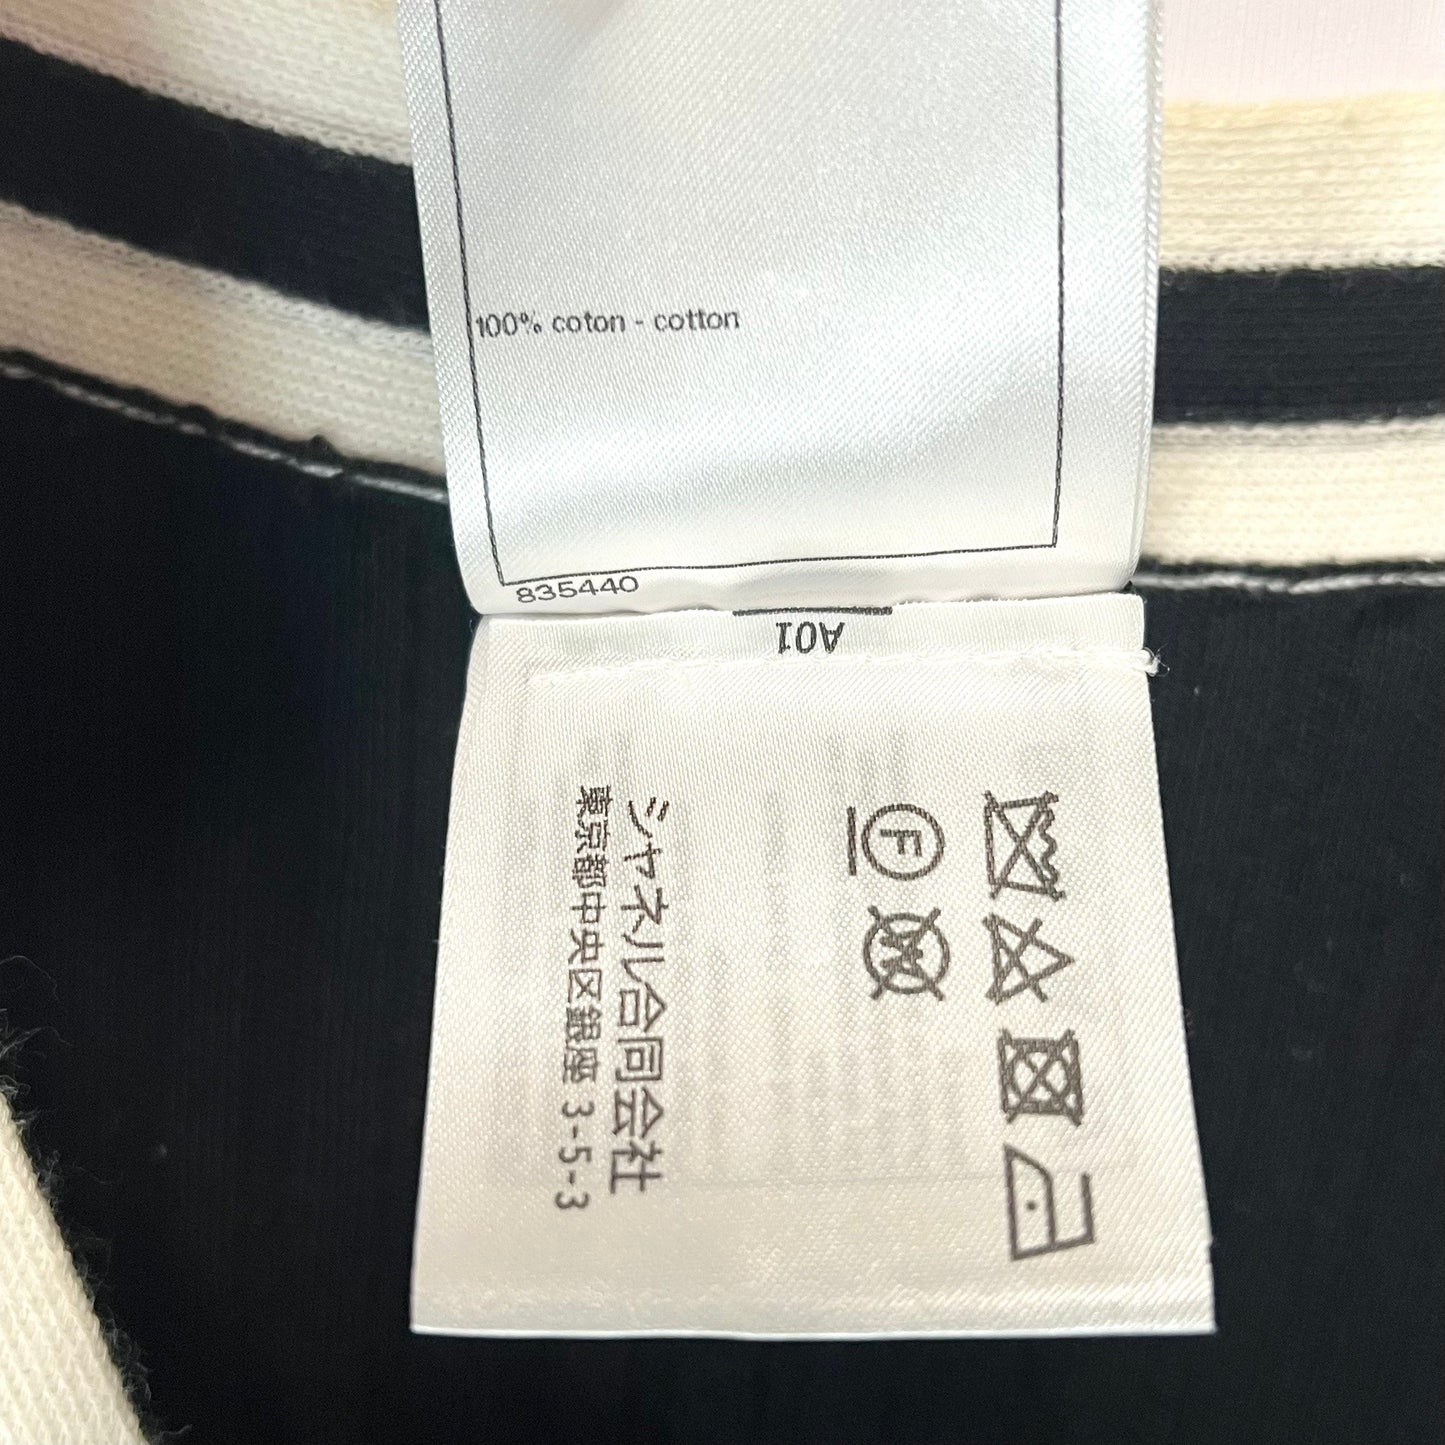 100% coton - cotton
835440
A01
F
W
シャネル合同会社
東京都中央区銀座 3-5-3